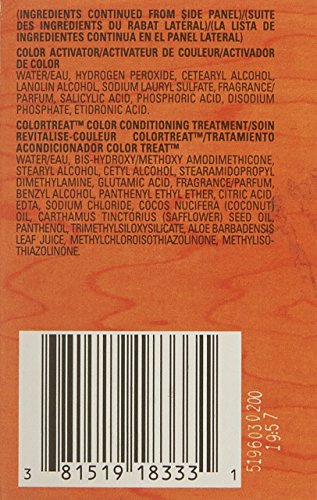 (INGREDIENTS CONTINUED FROM SIDE PANEL)/(SUITE
DES INGREDIENTS DU RABAT LATERAL)/(LA LISTA DE
INGREDIENTES CONTINUA EN EL PANEL LATERAL)
COLOR ACTIVATOR/ACTIVATEUR DE COULEUR/ACTIVADOR
DE COLOR
WATER/EAU, HYDROGEN PEROXIDE, CETEARYL ALCOHOL,
LANOLIN ALCOHOL, SODIUM LAURYL SULFATE, FRAGRANCE/
PARFUM, SALICYLIC ACID, PHOSPHORIC ACID, DISODIUM
PHOSPHATE, ETIDRONIC ACID.
COLORTREAT™ COLOR CONDITIONING TREATMENT/SOIN
REVITALISE-COULEUR COLORTREAT™/TRATAMIENTO
ACONDICIONADOR COLOR TREAT™
WATER/EAU, BIS-HYDROXY/METHOXY AMODIMETHICONE,
STEARYL ALCOHOL, CETYL ALCOHOL, STEARAMIDOPROPYL
DIMETHYLAMINE, GLUTAMIC ACID, FRAGRANCE/PARFUM,
BENZYL ALCOHOL, PANTHENYL ETHYL ETHER, CITRIC ACID,
EDTA, SODIUM CHLORIDE, COCOS NUCIFERA (COCONUT)
OIL, CARTHAMUS TINCTORIUS (SAFFLOWER) SEED OIL,
PANTHENOL, TRIMETHYLSILOXYSILICATE, ALOE BARBADENSIS
LEAF JUICE, METHYLCHLOROISOTHIAZOLINONE, METHYLISO-
THIAZOLINONE.
3 81519 18333 1
5196030200
19:57